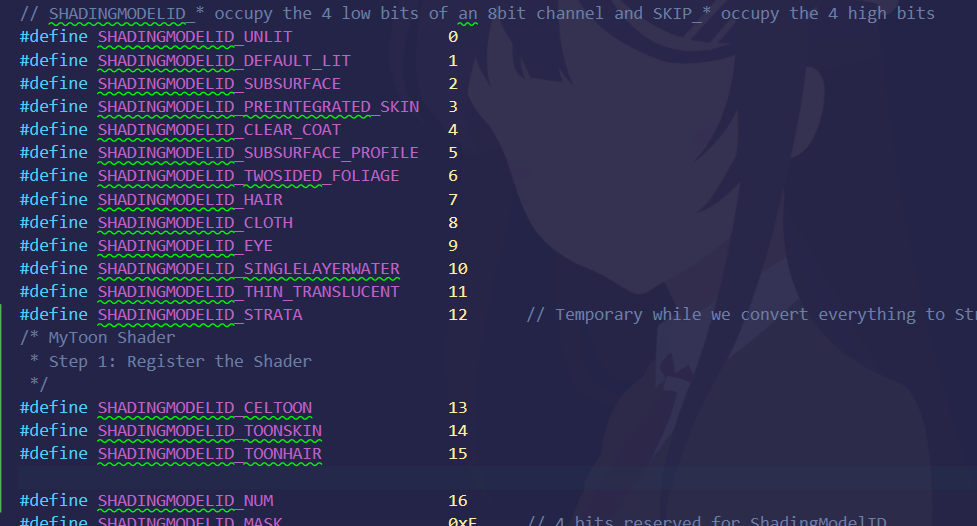 // SHADINGMODELID_* occupy the 4 low bits of an 8bit channel and SKIP_* occupy the 4 high bits
#define SHADINGMODELID_UNLIT 0
#define SHADINGMODELID_DEFAULT_LIT 1
#define SHADINGMODELID_SUBSURFACE 2
#define SHADINGMODELID_PREINTEGRATED_SKIN 3
#define SHADINGMODELID_CLEAR_COAT 4
#define SHADINGMODELID_SUBSURFACE_PROFILE 5
#define SHADINGMODELID_TWOSIDED_FOLIAGE 6
#define SHADINGMODELID_HAIR 7
#define SHADINGMODELID_CLOTH 8
#define SHADINGMODELID_EYE 9
#define SHADINGMODELID_SINGLELAYERWATER 10
#define SHADINGMODELID_THIN_TRANSLUCENT 11
#define SHADINGMODELID_STRATA 12 // Temporary while we convert everything to Str
/* MyToon Shader
* Step 1: Register the Shader
*/
#define SHADINGMODELID_CELTOON 13
#define SHADINGMODELID_TOONSKIN 14
#define SHADINGMODELID_TOONHAIR 15
#define SHADINGMODELID_NUM 16
#define SHADINGMODELID_MASK 0xF // 4 bits reserved for ShadingModelID